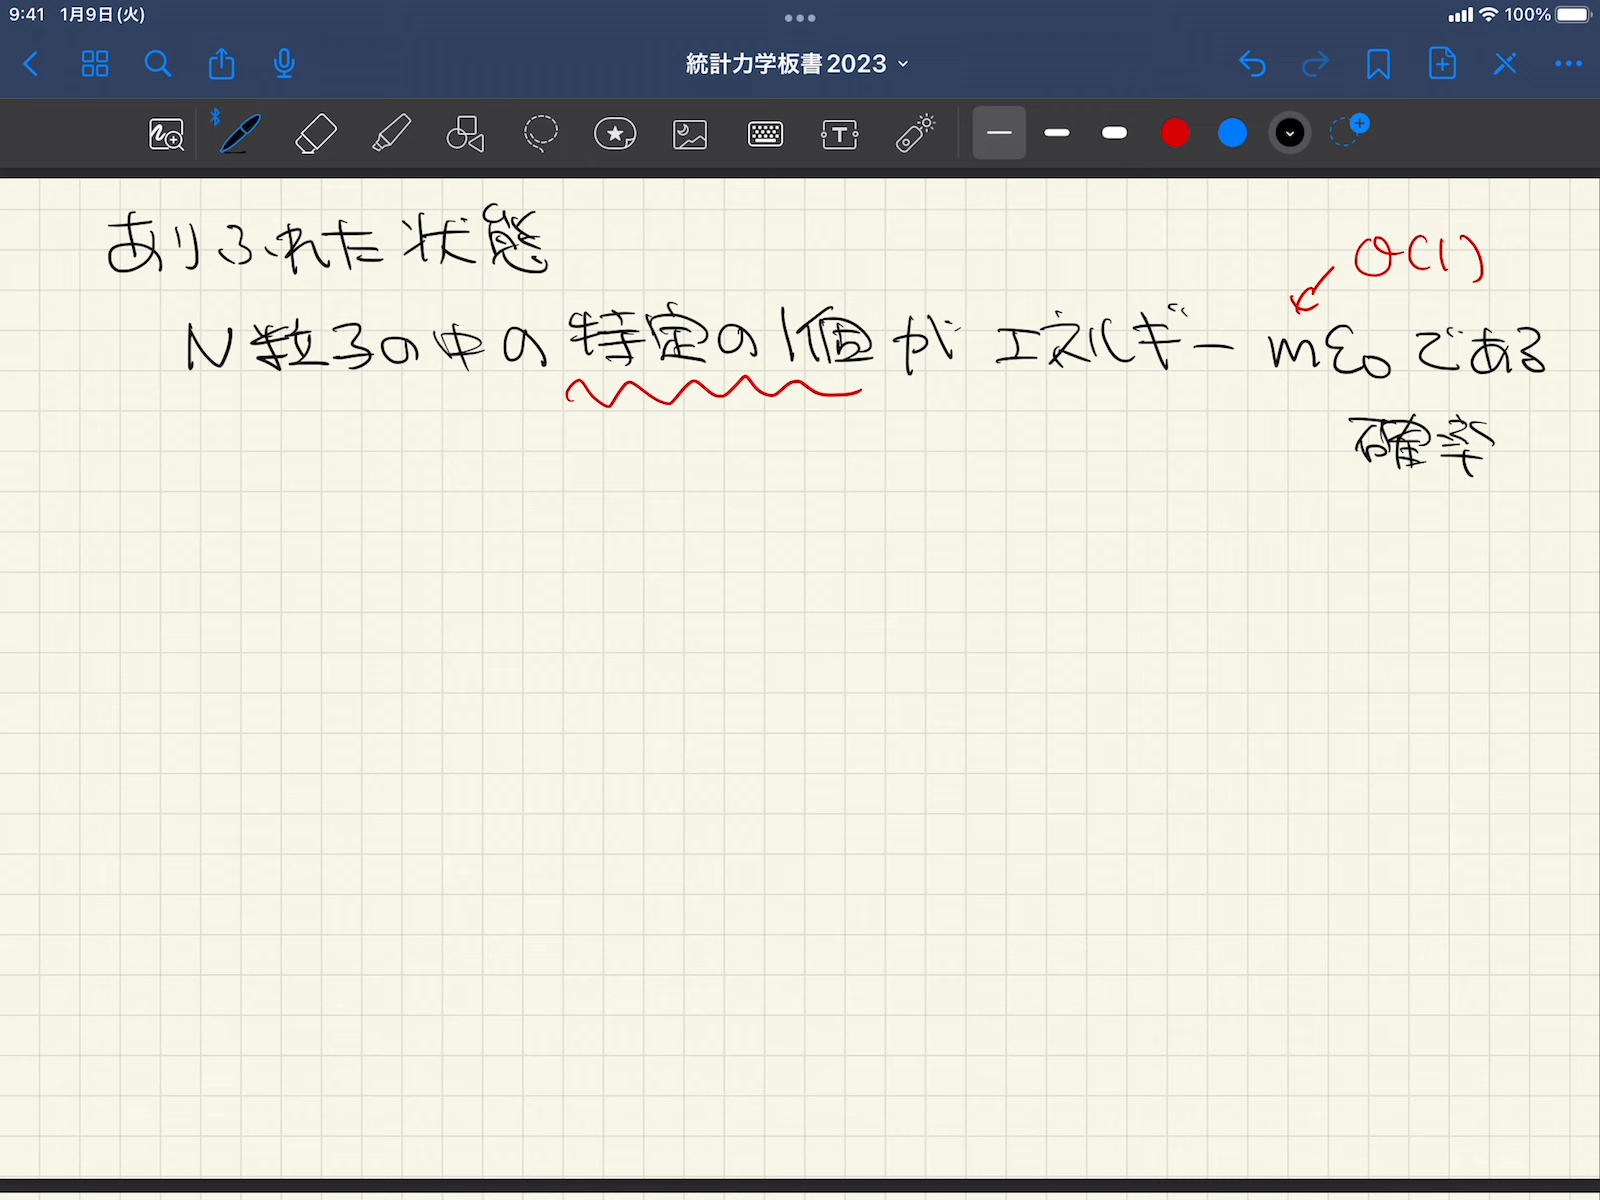 9:41 1月9日(火)
100%
統計力学板書2023
T
ありふれた状態
O(1)
N粒子の中の特定の1個がエネルギーmε₀である
確率